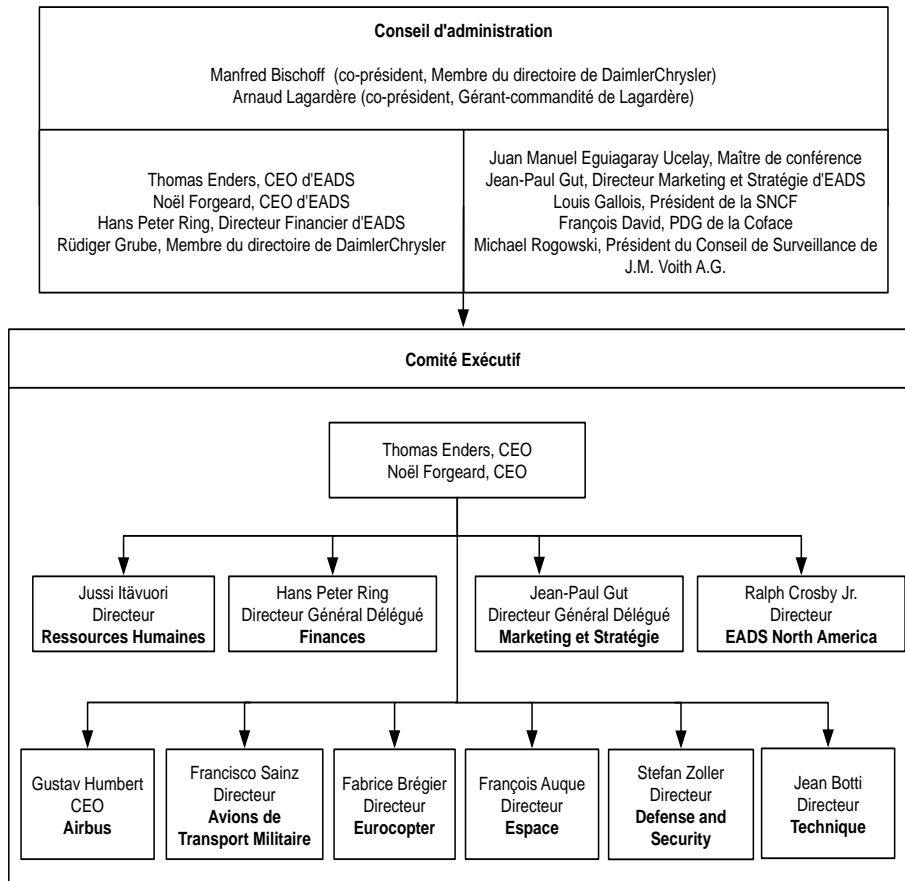 Conseil d'administration
Manfred Bischoff (co-président, Membre du directoire de DaimlerChrysler)
Arnaud Lagardère (co-président, Gérant-commandité de Lagardère)
Thomas Enders, CEO d'EADS
Noël Forgeard, CEO d'EADS
Hans Peter Ring, Directeur Financier d'EADS
Rüdiger Grube, Membre du directoire de DaimlerChrysler
Juan Manuel Eguiagaray Ucelay, Maître de conférence
Jean-Paul Gut, Directeur Marketing et Stratégie d'EADS
Louis Gallois, Président de la SNCF
François David, PDG de la Coface
Michael Rogowski, Président du Conseil de Surveillance de
J.M. Voith A.G.
Comité Exécutif
Thomas Enders, CEO
Noël Forgeard, CEO
Jussi Itävuori
Directeur
Ressources Humaines
Hans Peter Ring
Directeur Général Délégué
Finances
Jean-Paul Gut
Directeur Général Délégué
Marketing et Stratégie
Ralph Crosby Jr.
Directeur
EADS North America
Gustav Humbert
CEO
Airbus
Francisco Sainz
Directeur
Avions de
Transport Militaire
Fabrice Brégier
Directeur
Eurocopter
François Auque
Directeur
Espace
Stefan Zoller
Directeur
Defense and
Security
Jean Botti
Directeur
Technique